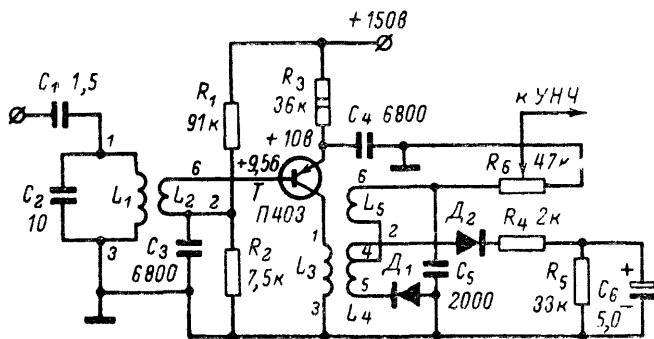 +150в
C₁ 1,5
R₁
91к
R₃
36к
C₄ 6800
к УНЧ
+10в
1
C₂
10
L₁
3
6
L₂
2
+9,5в
Т
П403
R₆
47к
C₃
6800
R₂
7,5к
1
L₃
3
6
L₅
2
4
5
L₄
Д₁
Д₂
R₄ 2к
C₅
2000
R₅
33к
+
C₆
5,0